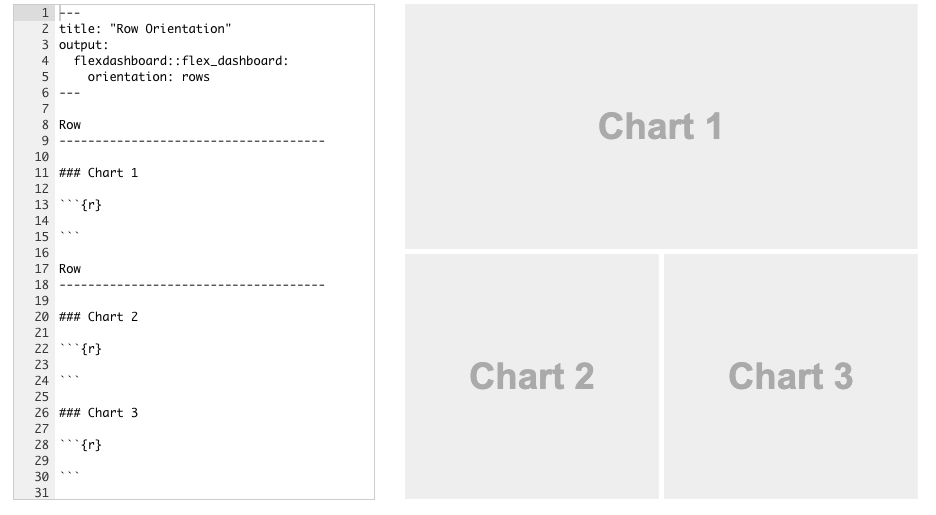 1 ---
2 title: "Row Orientation"
3 output:
4   flexdashboard::flex_dashboard:
5     orientation: rows
6 ---
7
8 Row
9 -------------------------------------
10
11 ### Chart 1
12
13 ```{r}
14
15 ```
16
17 Row
18 -------------------------------------
19
20 ### Chart 2
21
22 ```{r}
23
24 ```
25
26 ### Chart 3
27
28 ```{r}
29
30 ```
31
Chart 1
Chart 2
Chart 3